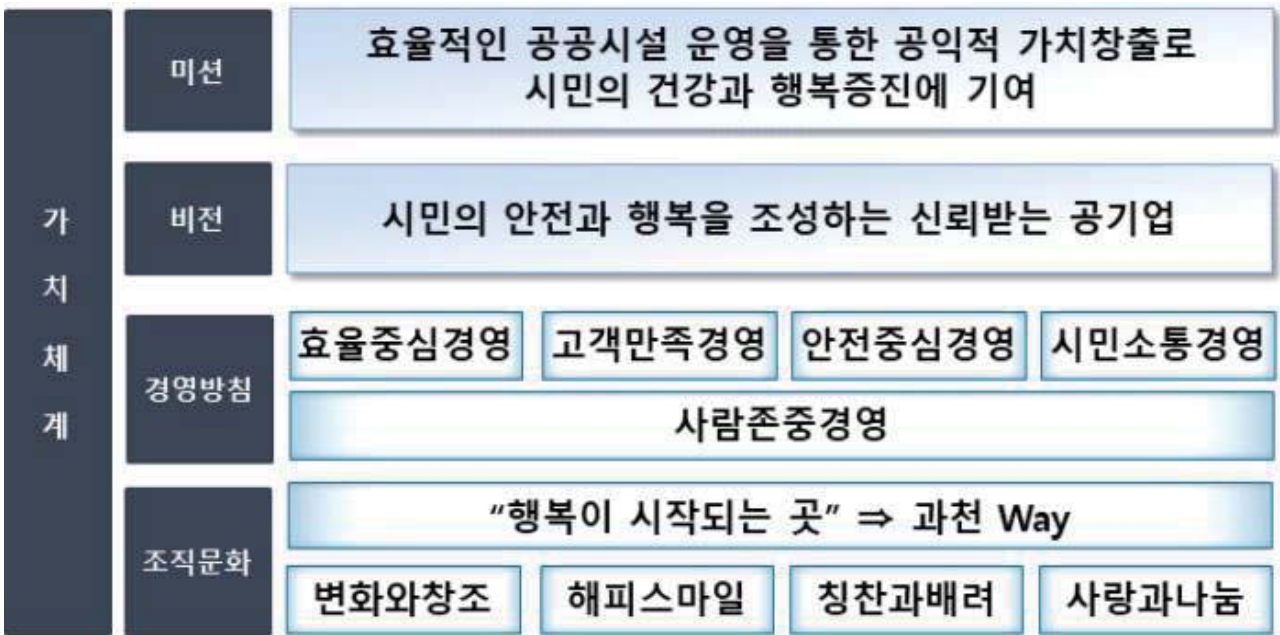 가치체계
미션
효율적인 공공시설 운영을 통한 공익적 가치창출로
시민의 건강과 행복증진에 기여
비전
시민의 안전과 행복을 조성하는 신뢰받는 공기업
경영방침
효율중심경영 고객만족경영 안전중심경영 시민소통경영
사람존중경영
조직문화
“행복이 시작되는 곳” ⇒ 과천 Way
변화와창조 해피스마일 칭찬과배려 사랑과나눔